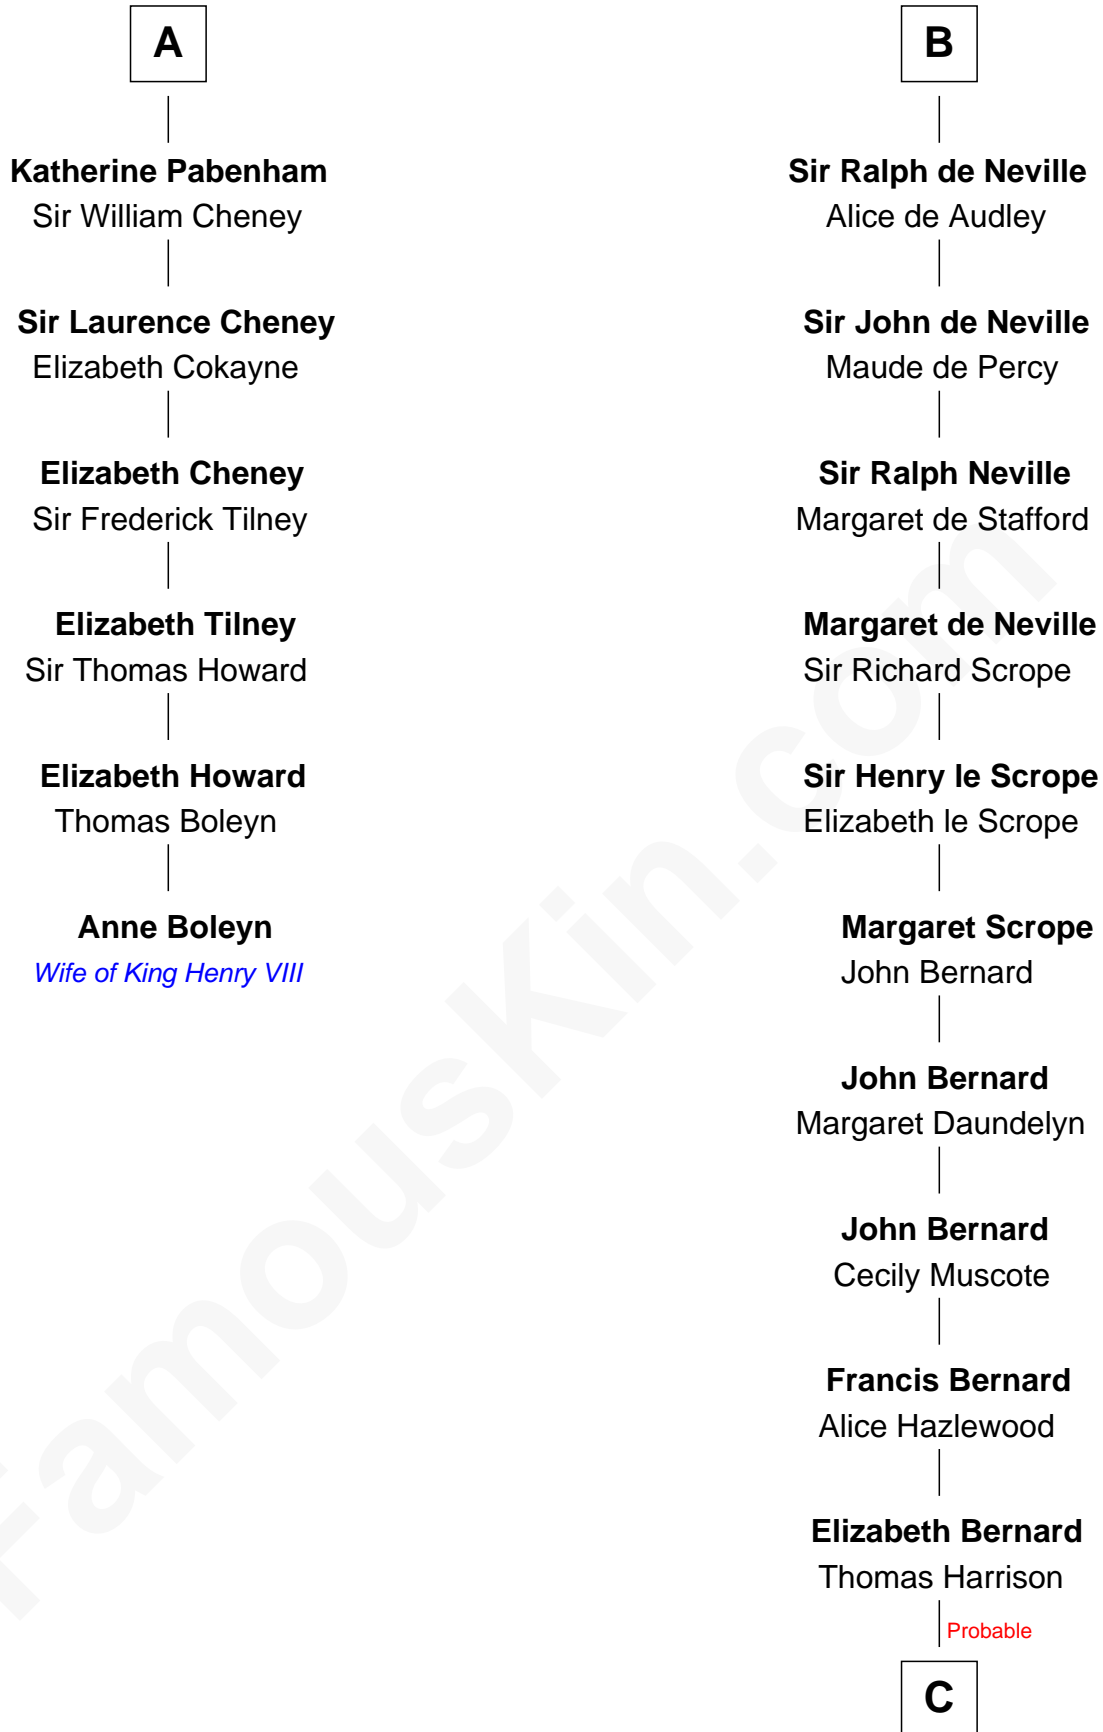 A
Katherine Pabenham
Sir William Cheney
Sir Laurence Cheney
Elizabeth Cokayne
Elizabeth Cheney
Sir Frederick Tilney
Elizabeth Tilney
Sir Thomas Howard
Elizabeth Howard
Thomas Boleyn
Anne Boleyn
Wife of King Henry VIII
B
Sir Ralph de Neville
Alice de Audley
Sir John de Neville
Maude de Percy
Sir Ralph Neville
Margaret de Stafford
Margaret de Neville
Sir Richard Scrope
Sir Henry le Scrope
Elizabeth le Scrope
Margaret Scrope
John Bernard
John Bernard
Margaret Daundelyn
John Bernard
Cecily Muscote
Francis Bernard
Alice Hazlewood
Elizabeth Bernard
Thomas Harrison
Probable
C
FamousKin.com